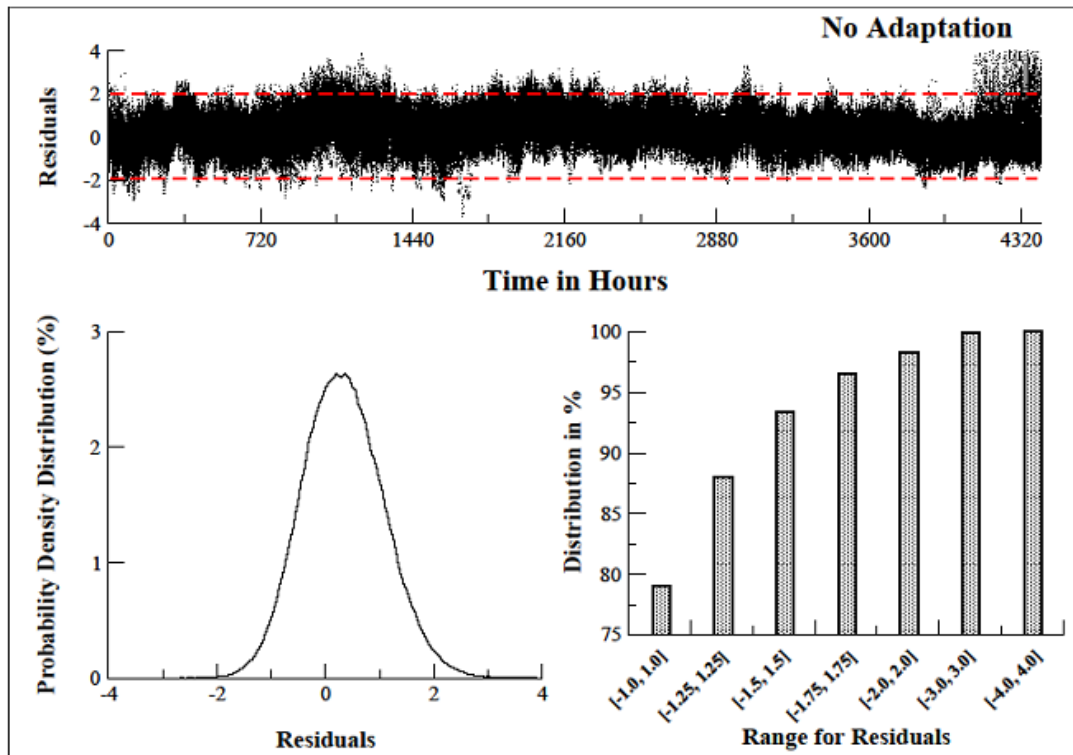 No Adaptation
4
2
0
-2
-4
Residuals
0 720 1440 2160 2880 3600 4320
Time in Hours
3
2
1
0
Probability Density Distribution (%)
-4 -2 0 2 4
Residuals
100
95
90
85
80
75
Distribution in %
[-1.0, 1.0]
[-1.25, 1.25]
[-1.5, 1.5]
[-1.75, 1.75]
[-2.0, 2.0]
[-3.0, 3.0]
[-4.0, 4.0]
Range for Residuals